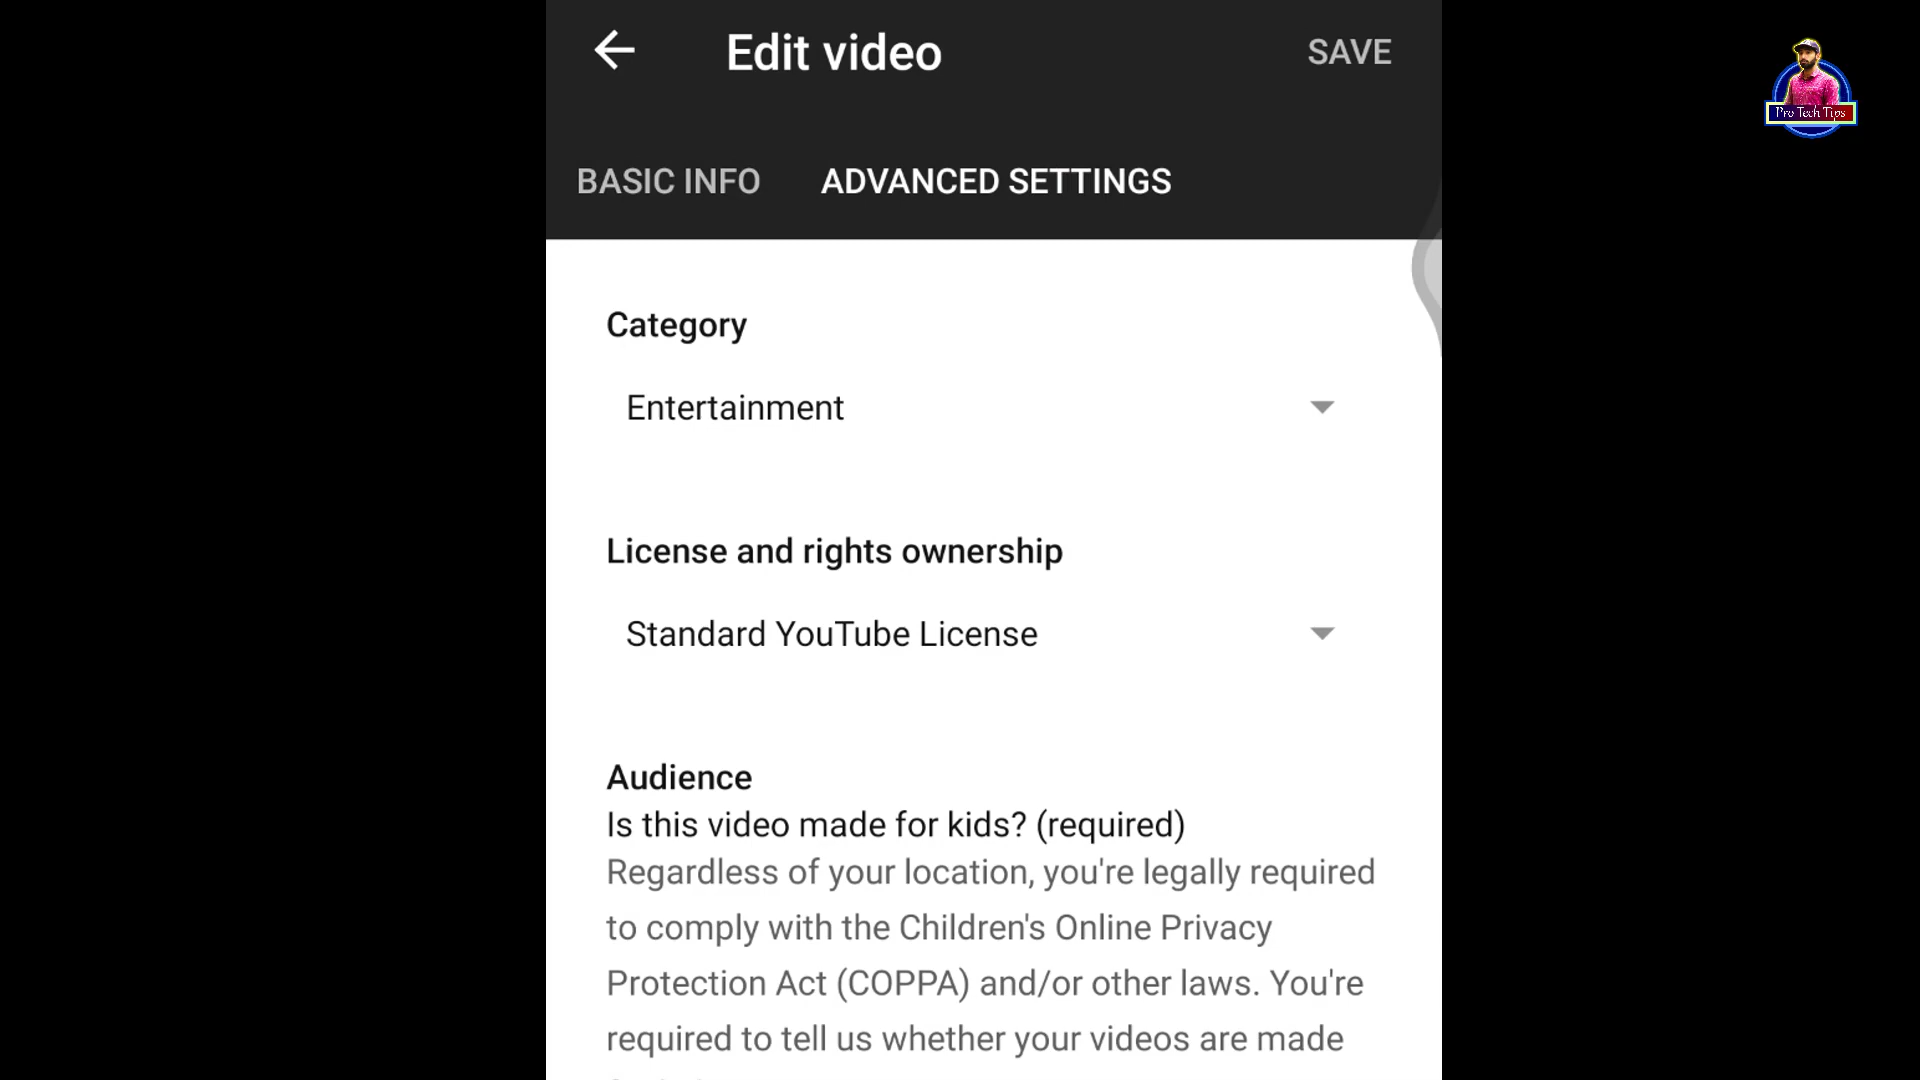 Edit video
SAVE
Pro Tech Tips
BASIC INFO
ADVANCED SETTINGS
Category
Entertainment
License and rights ownership
Standard YouTube License
Audience
Is this video made for kids? (required)
Regardless of your location, you're legally required
to comply with the Children's Online Privacy
Protection Act (COPPA) and/or other laws. You're
required to tell us whether your videos are made